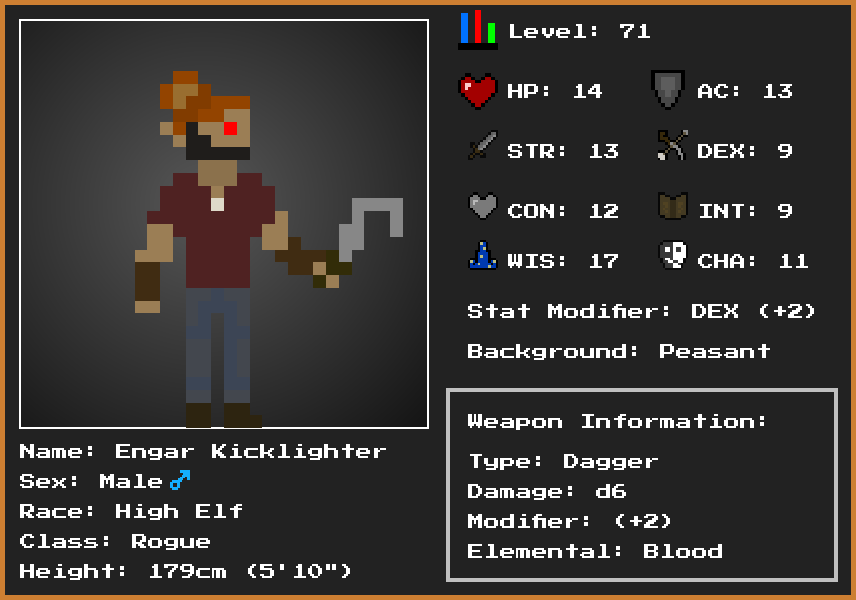 Level: 71
HP: 14 AC: 13
STR: 13 DEX: 9
CON: 12 INT: 9
WIS: 17 CHA: 11
Stat Modifier: DEX (+2)
Background: Peasant
Weapon Information:
Type: Dagger
Damage: d6
Modifier: (+2)
Elemental: Blood
Name: Engar Kicklighter
Sex: Male♂
Race: High Elf
Class: Rogue
Height: 179cm (5'10")